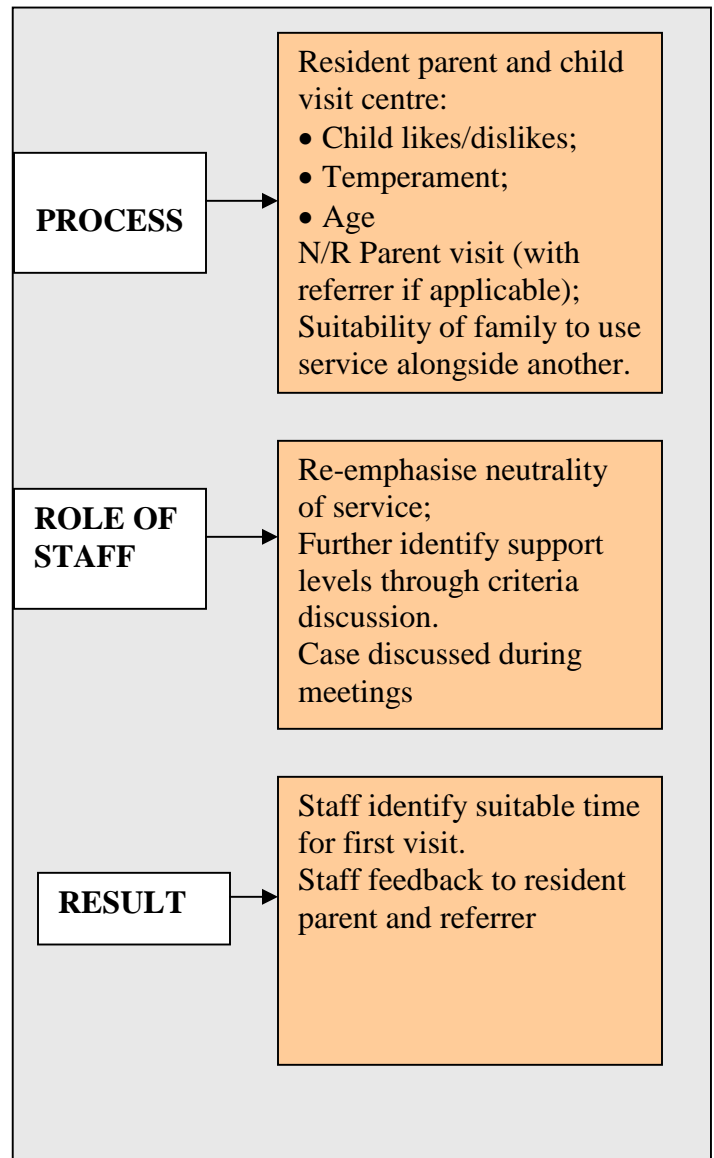 PROCESS
Resident parent and child
visit centre:
• Child likes/dislikes;
• Temperament;
• Age
N/R Parent visit (with
referrer if applicable);
Suitability of family to use
service alongside another.
ROLE OF
STAFF
Re-emphasise neutrality
of service;
Further identify support
levels through criteria
discussion.
Case discussed during
meetings
RESULT
Staff identify suitable time
for first visit.
Staff feedback to resident
parent and referrer